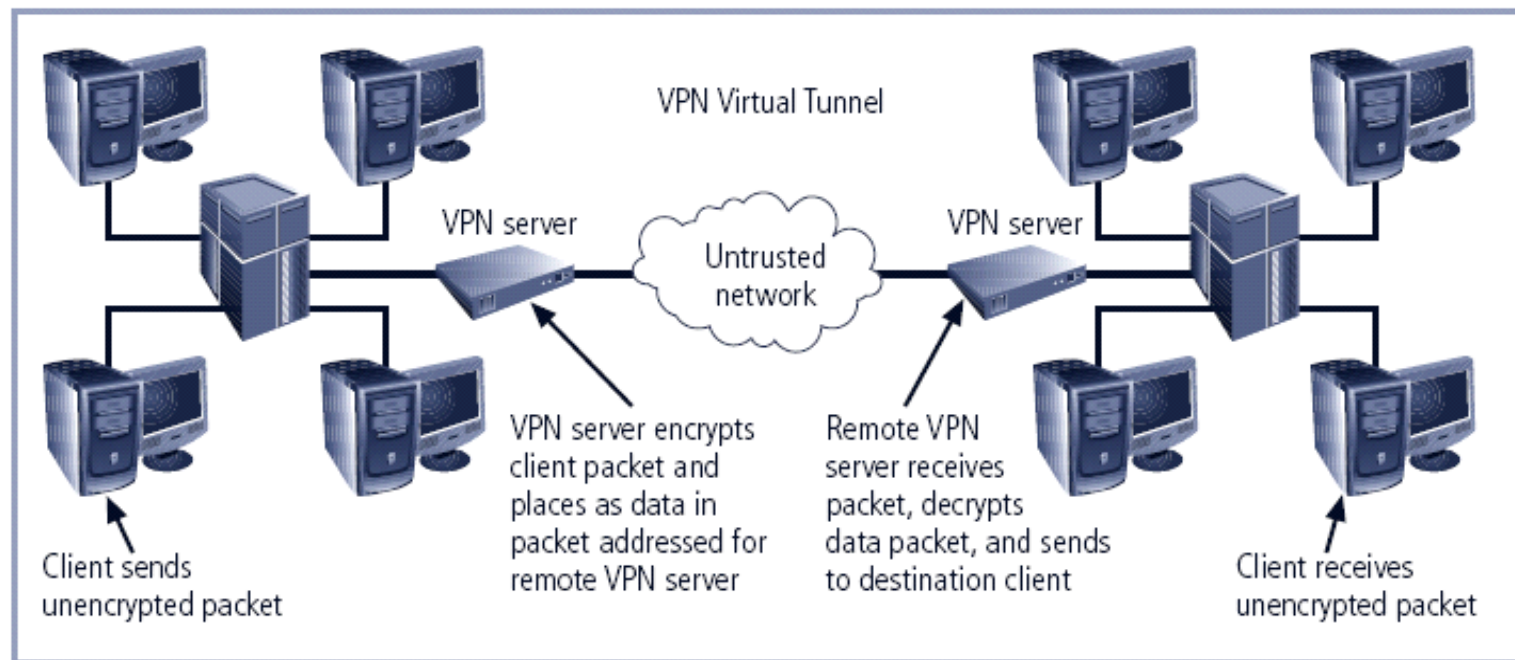 VPN Virtual Tunnel
VPN server
Untrusted
network
VPN server
Client sends
unencrypted packet
VPN server encrypts
client packet and
places as data in
packet addressed for
remote VPN server
Remote VPN
server receives
packet, decrypts
data packet, and sends
to destination client
Client receives
unencrypted packet